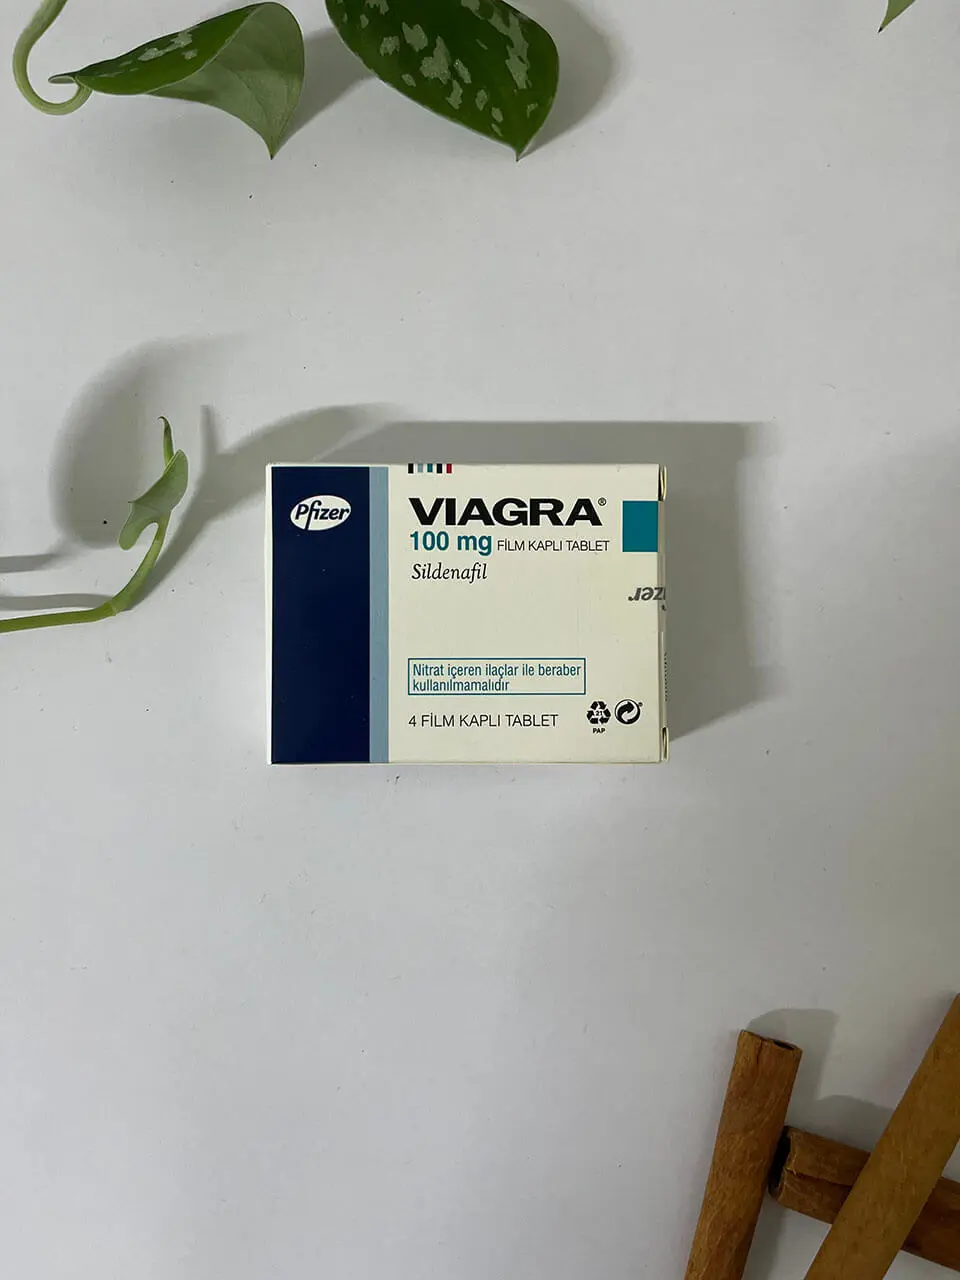 Pfizer
VIAGRA®
100 mg FİLM KAPLI TABLET
Sildenafil
Nitrat içeren ilaçlar ile beraber
kullanılmamalıdır
4 FİLM KAPLI TABLET
21
PAP